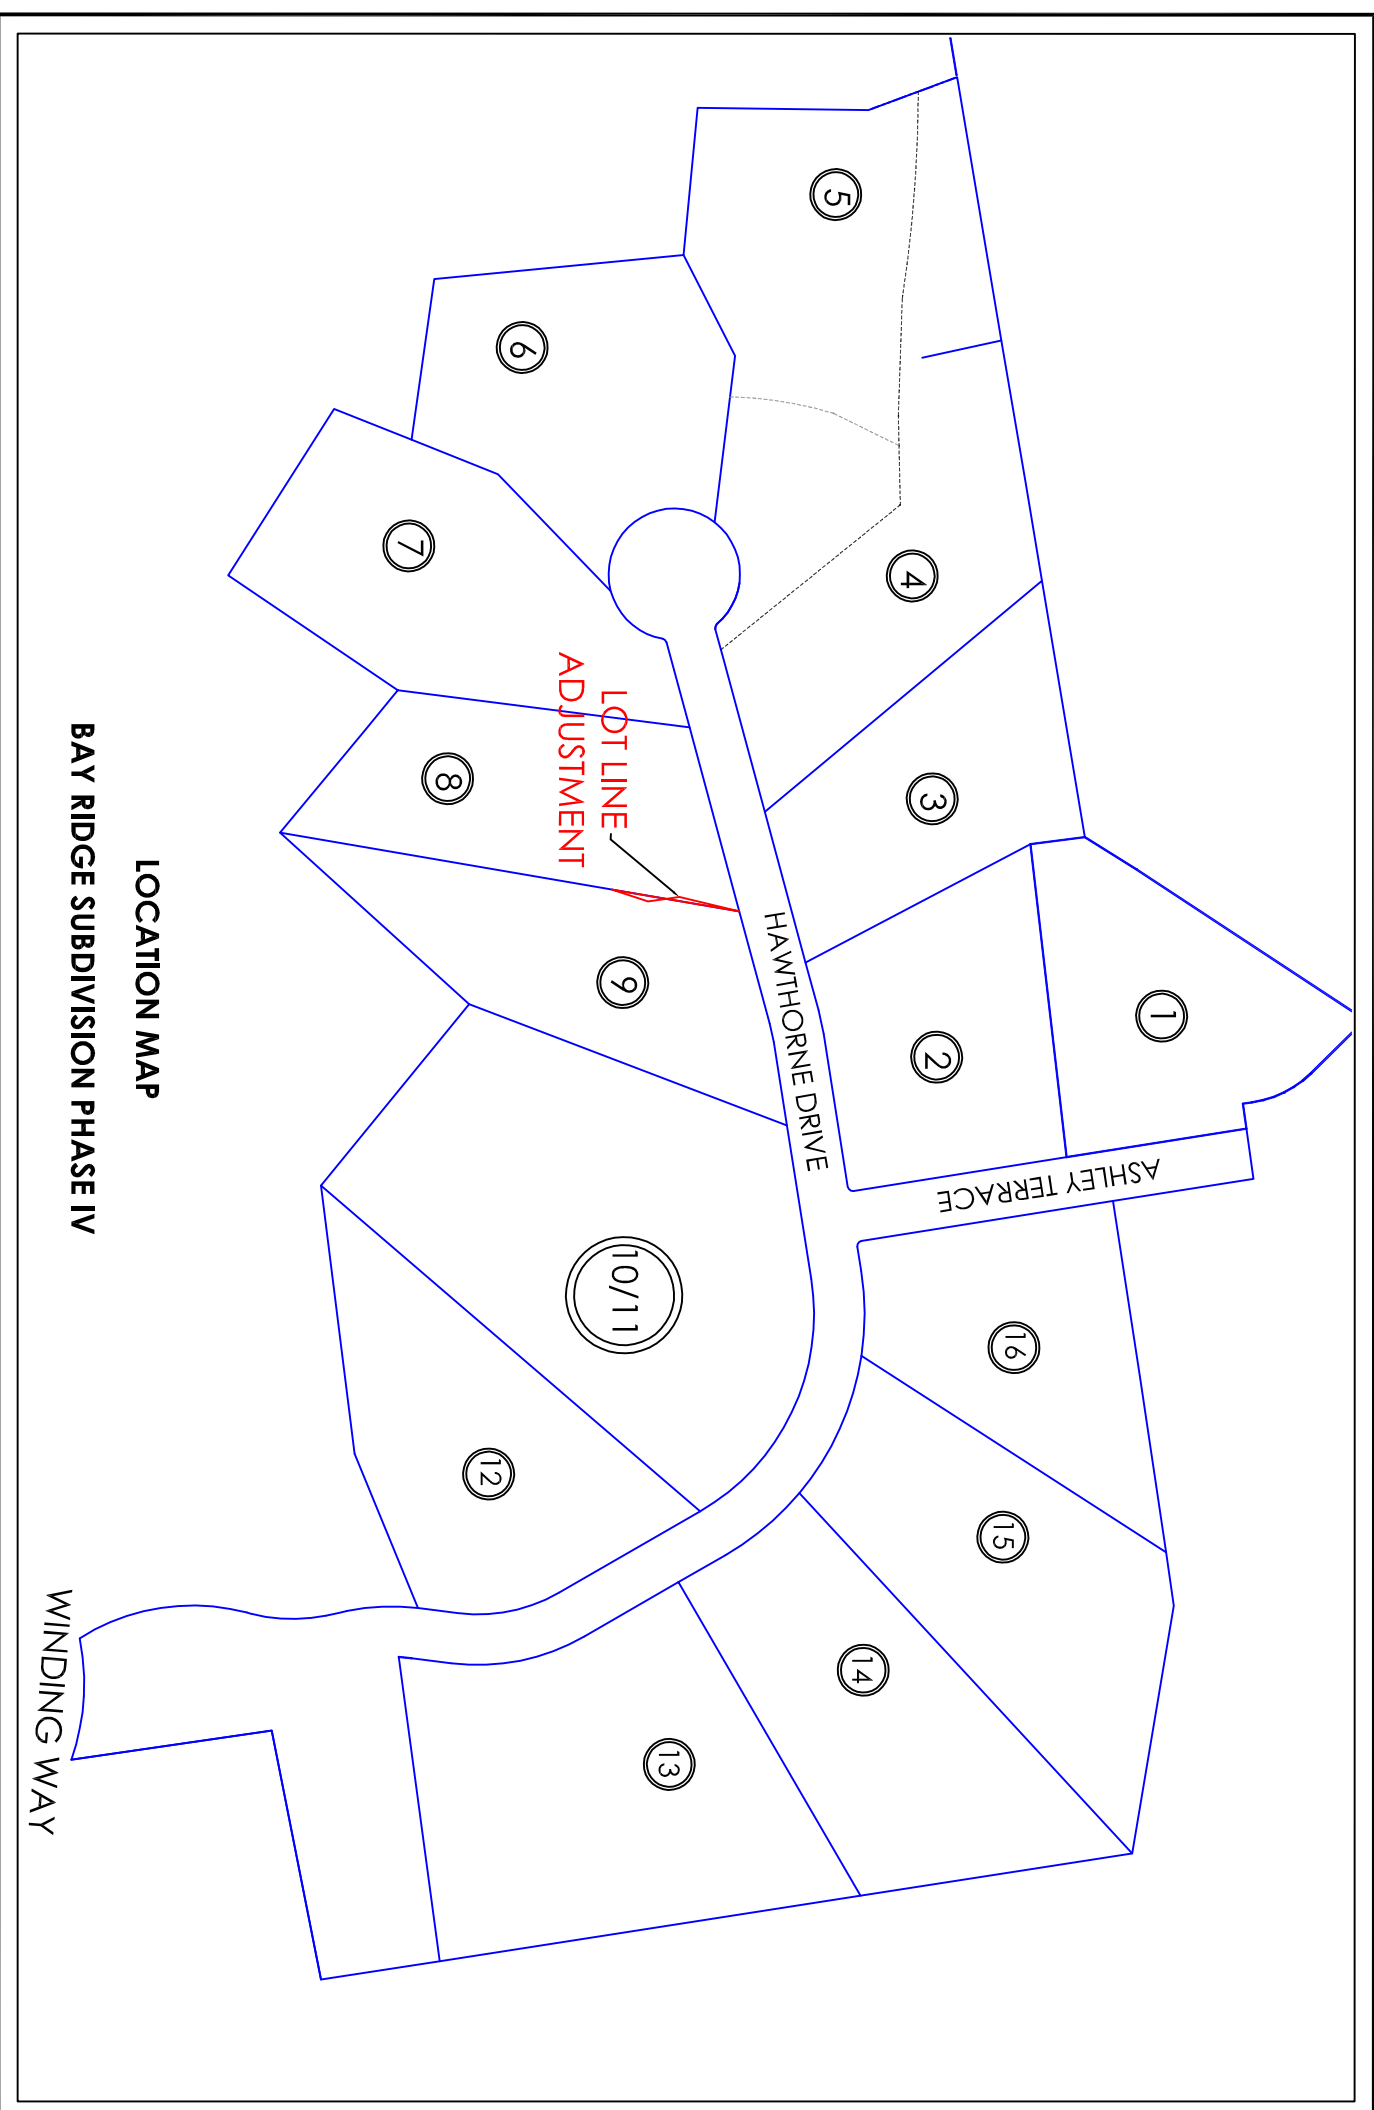 5
6
7
4
3
8
LOT LINE
ADJUSTMENT
9
HAWTHORNE DRIVE
1
2
ASHLEY TERRACE
10/11
16
12
15
14
13
WINDING WAY
LOCATION MAP
BAY RIDGE SUBDIVISION PHASE IV